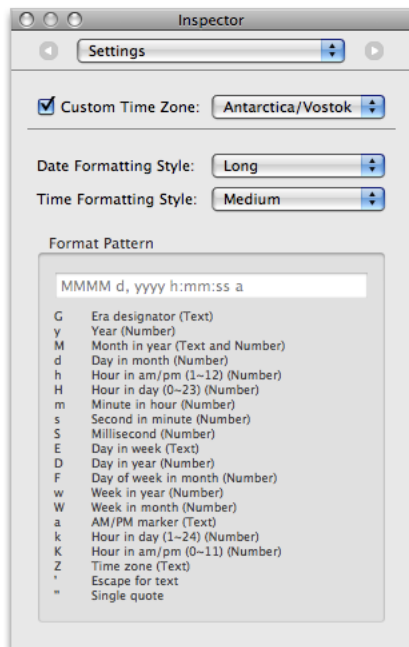 Inspector
Settings
Custom Time Zone: Antarctica/Vostok
Date Formatting Style: Long
Time Formatting Style: Medium
Format Pattern
MMMM d, yyyy h:mm:ss a
G Era designator (Text)
y Year (Number)
M Month in year (Text and Number)
d Day in month (Number)
h Hour in am/pm (1~12) (Number)
H Hour in day (0~23) (Number)
m Minute in hour (Number)
s Second in minute (Number)
S Millisecond (Number)
E Day in week (Text)
D Day in year (Number)
F Day of week in month (Number)
w Week in year (Number)
W Week in month (Number)
a AM/PM marker (Text)
k Hour in day (1~24) (Number)
K Hour in am/pm (0~11) (Number)
Z Time zone (Text)
' Escape for text
'' Single quote